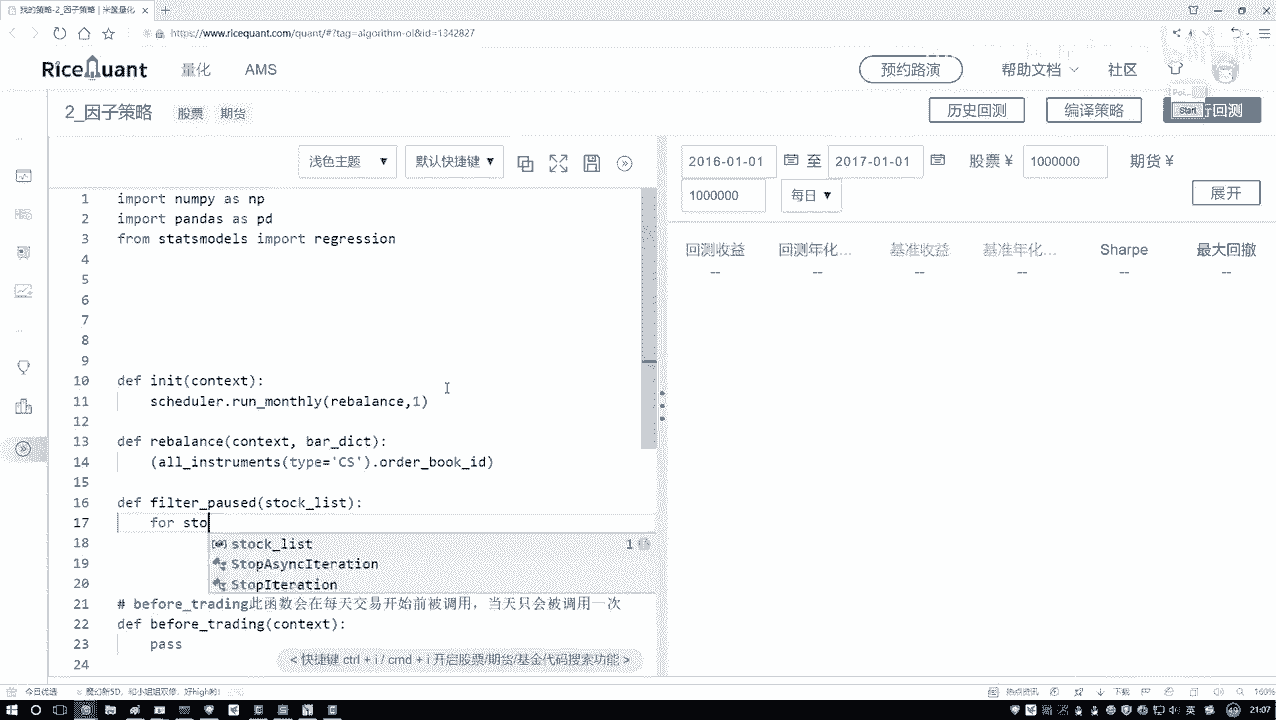 我的策略-2_因子策略 | 米筐量化
https://www.ricequant.com/quant/#?tag=algorithm-ol&id=1342827
RiceQuant 量化 AMS 预约路演 帮助文档 社区
2_因子策略 股票 期货 历史回测 编译策略 行回测
Start
浅色主题 默认快捷键
2016-01-01 至 2017-01-01 股票 ¥ 1000000 期货 ¥
1000000 每日 展开
回测收益 回测年化... 基准收益 基准年化... Sharpe 最大回撤
-- -- -- -- -- --
1 import numpy as np
2 import pandas as pd
3 from statsmodels import regression
4
5
6
7
8
9
10 def init(context):
11 scheduler.run_monthly(rebalance,1)
12
13 def rebalance(context, bar_dict):
14 (all_instruments(type='CS').order_book_id)
15
16 def filter_paused(stock_list):
17 for sto
18 stock_list 1
19 StopAsyncIteration
20 StopIteration
21 # before_trading此函数会在每天交易开始前被调用，当天只会被调用一次
22 def before_trading(context):
23 pass
24
< 快捷键 ctrl + i / cmd + i 开启股票/期货/基金代码搜索功能 >
今日优选 热点资讯 下载 100%
英 21:07